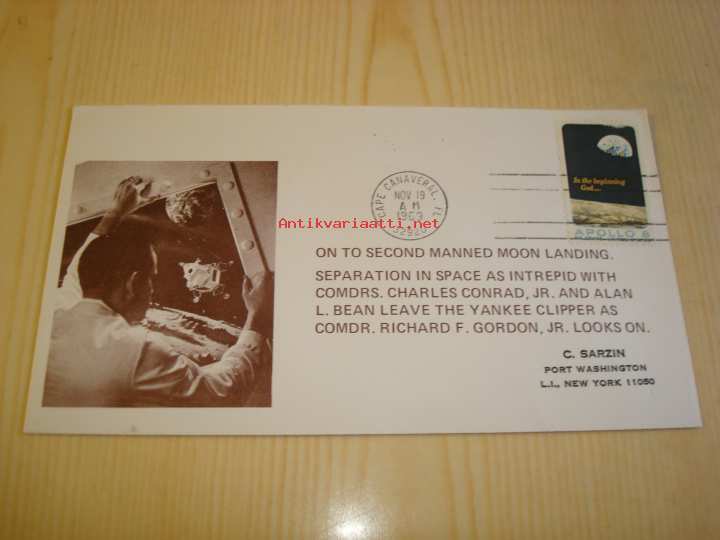 CAPE CANAVERAL, FL
NOV 19
A M
1969
32920
In the beginning
God...
APOLLO 8
Antikvariaatti.net
ON TO SECOND MANNED MOON LANDING.
SEPARATION IN SPACE AS INTREPID WITH
COMDRS. CHARLES CONRAD, JR. AND ALAN
L. BEAN LEAVE THE YANKEE CLIPPER AS
COMDR. RICHARD F. GORDON, JR. LOOKS ON.
C. SARZIN
PORT WASHINGTON
L.I., NEW YORK 11050